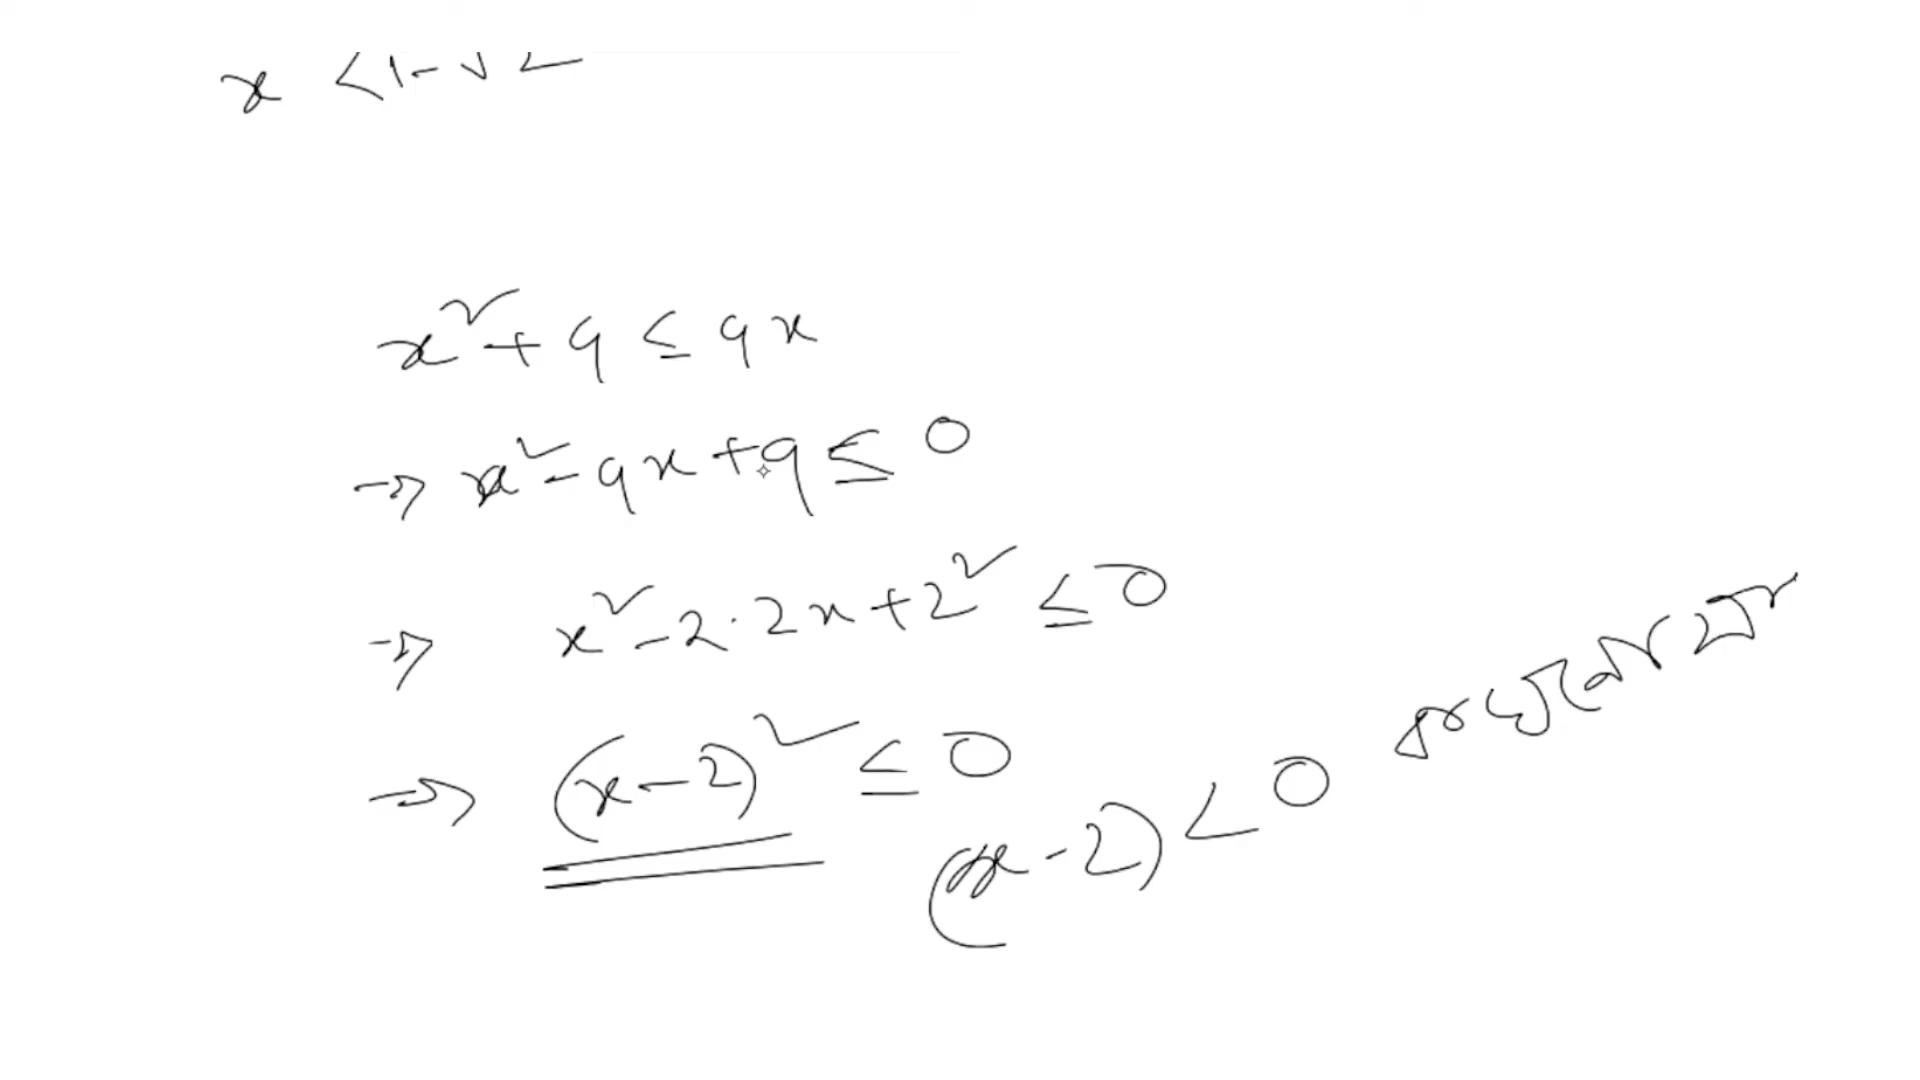 x < 1 - √2
x² + 4 ≤ 4x
⇒ x² - 4x + 4 ≤ 0
⇒ x² - 2·2x + 2² ≤ 0
⇒ (x - 2)² ≤ 0
(x - 2) < 0